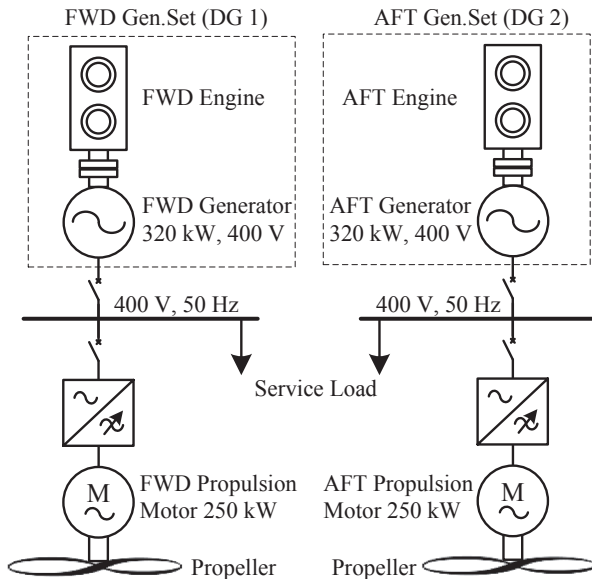 FWD Gen.Set (DG 1)
AFT Gen.Set (DG 2)
FWD Engine
AFT Engine
FWD Generator
320 kW, 400 V
AFT Generator
320 kW, 400 V
400 V, 50 Hz
400 V, 50 Hz
Service Load
M
FWD Propulsion
Motor 250 kW
AFT Propulsion
Motor 250 kW
M
Propeller
Propeller